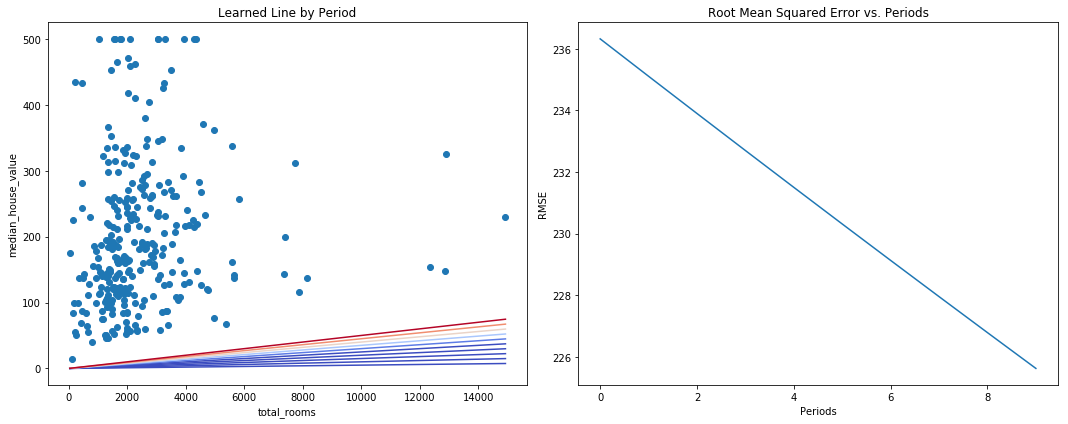 Learned Line by Period
500
400
300
200
100
0
median_house_value
0 2000 4000 6000 8000 10000 12000 14000
total_rooms
Root Mean Squared Error vs. Periods
236
234
232
230
228
226
RMSE
0 2 4 6 8
Periods